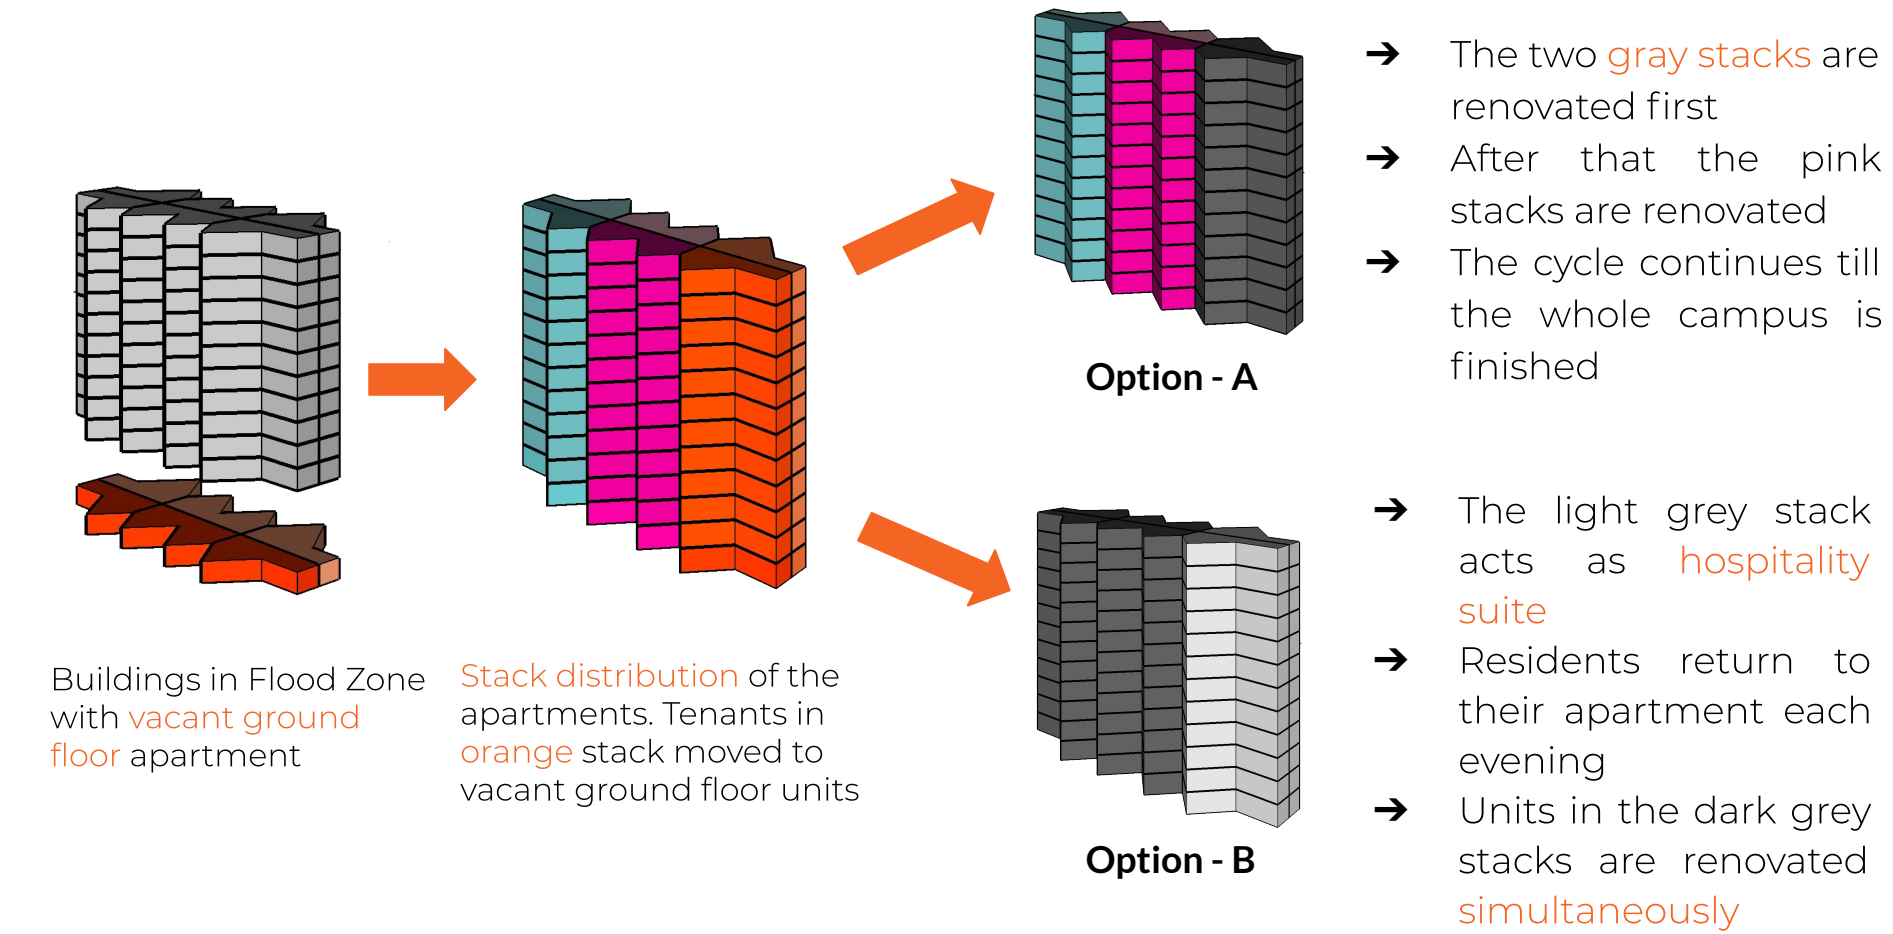 Buildings in Flood Zone
with vacant ground
floor apartment
Stack distribution of the
apartments. Tenants in
orange stack moved to
vacant ground floor units
Option - A
➔ The two gray stacks are
renovated first
➔ After that the pink
stacks are renovated
➔ The cycle continues till
the whole campus is
finished
Option - B
➔ The light grey stack
acts as hospitality
suite
➔ Residents return to
their apartment each
evening
➔ Units in the dark grey
stacks are renovated
simultaneously